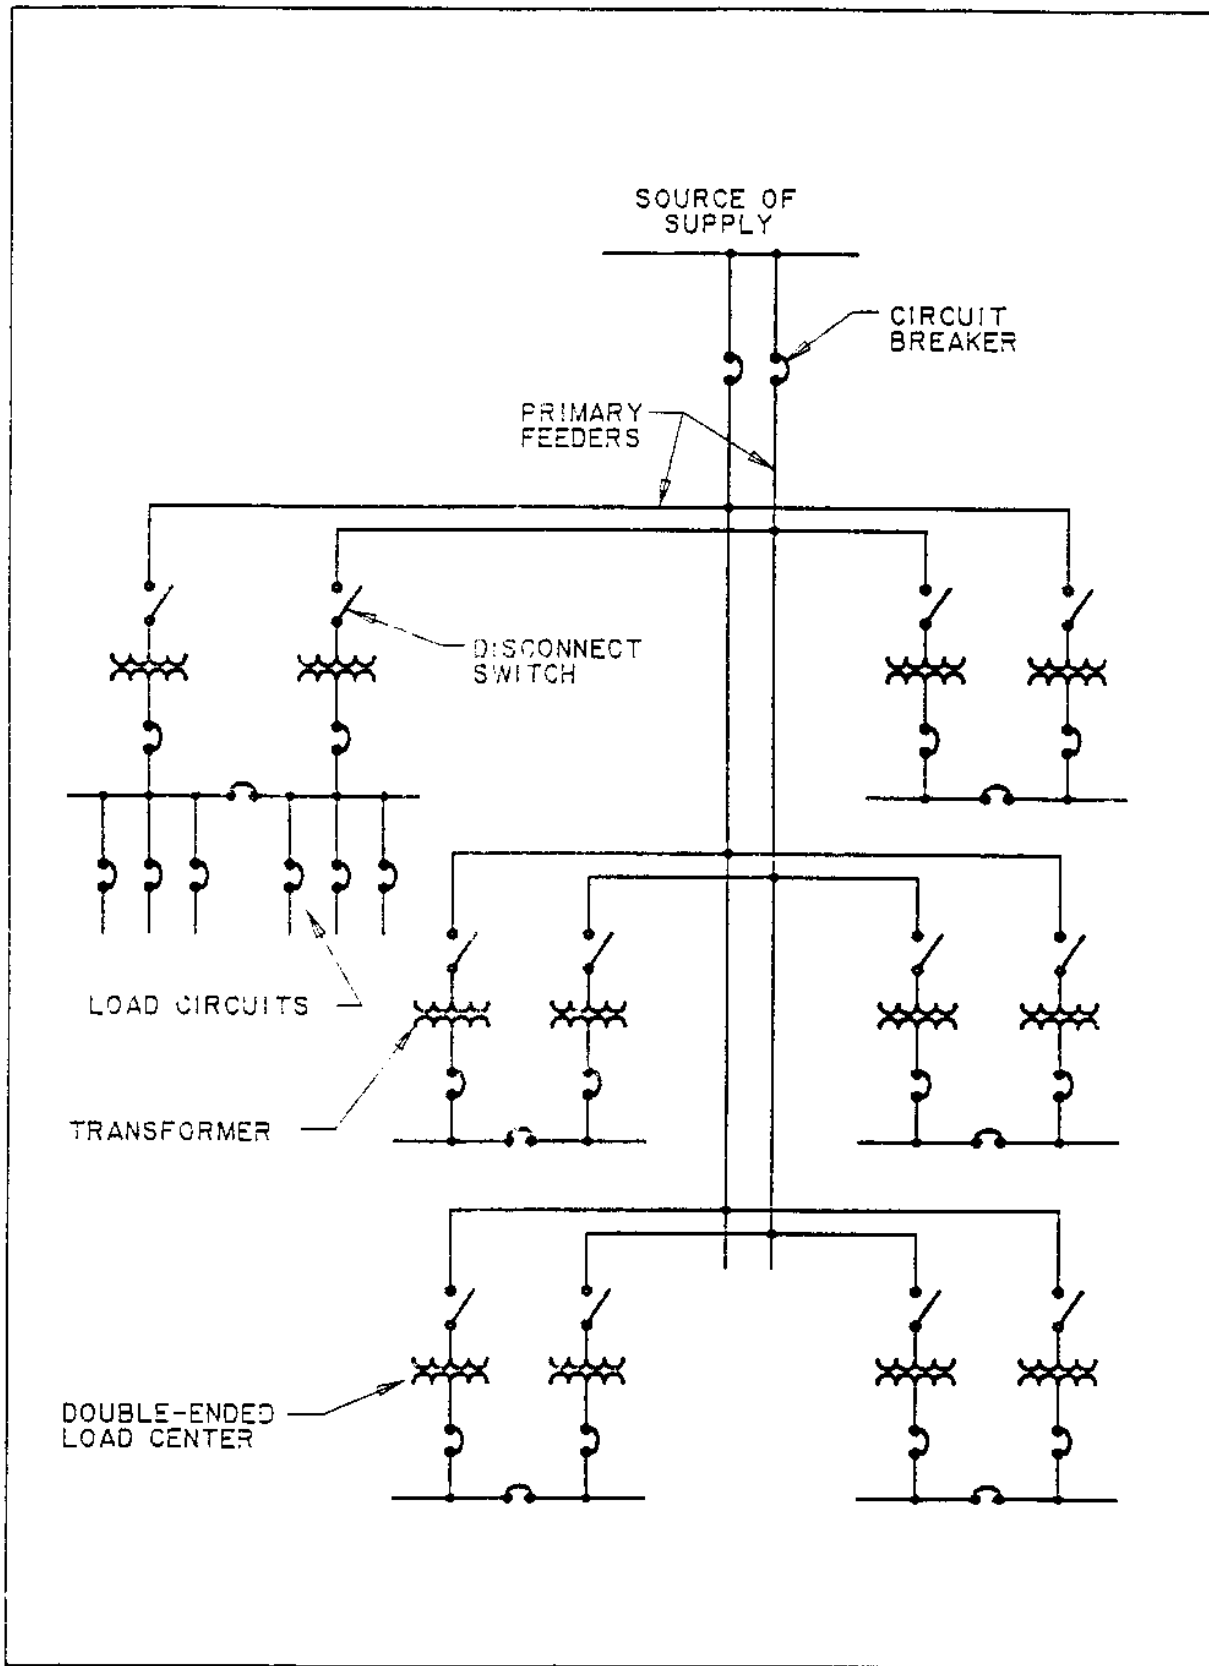 SOURCE OF
SUPPLY
CIRCUIT
BREAKER
PRIMARY
FEEDERS
DISCONNECT
SWITCH
LOAD CIRCUITS
TRANSFORMER
DOUBLE-ENDED
LOAD CENTER